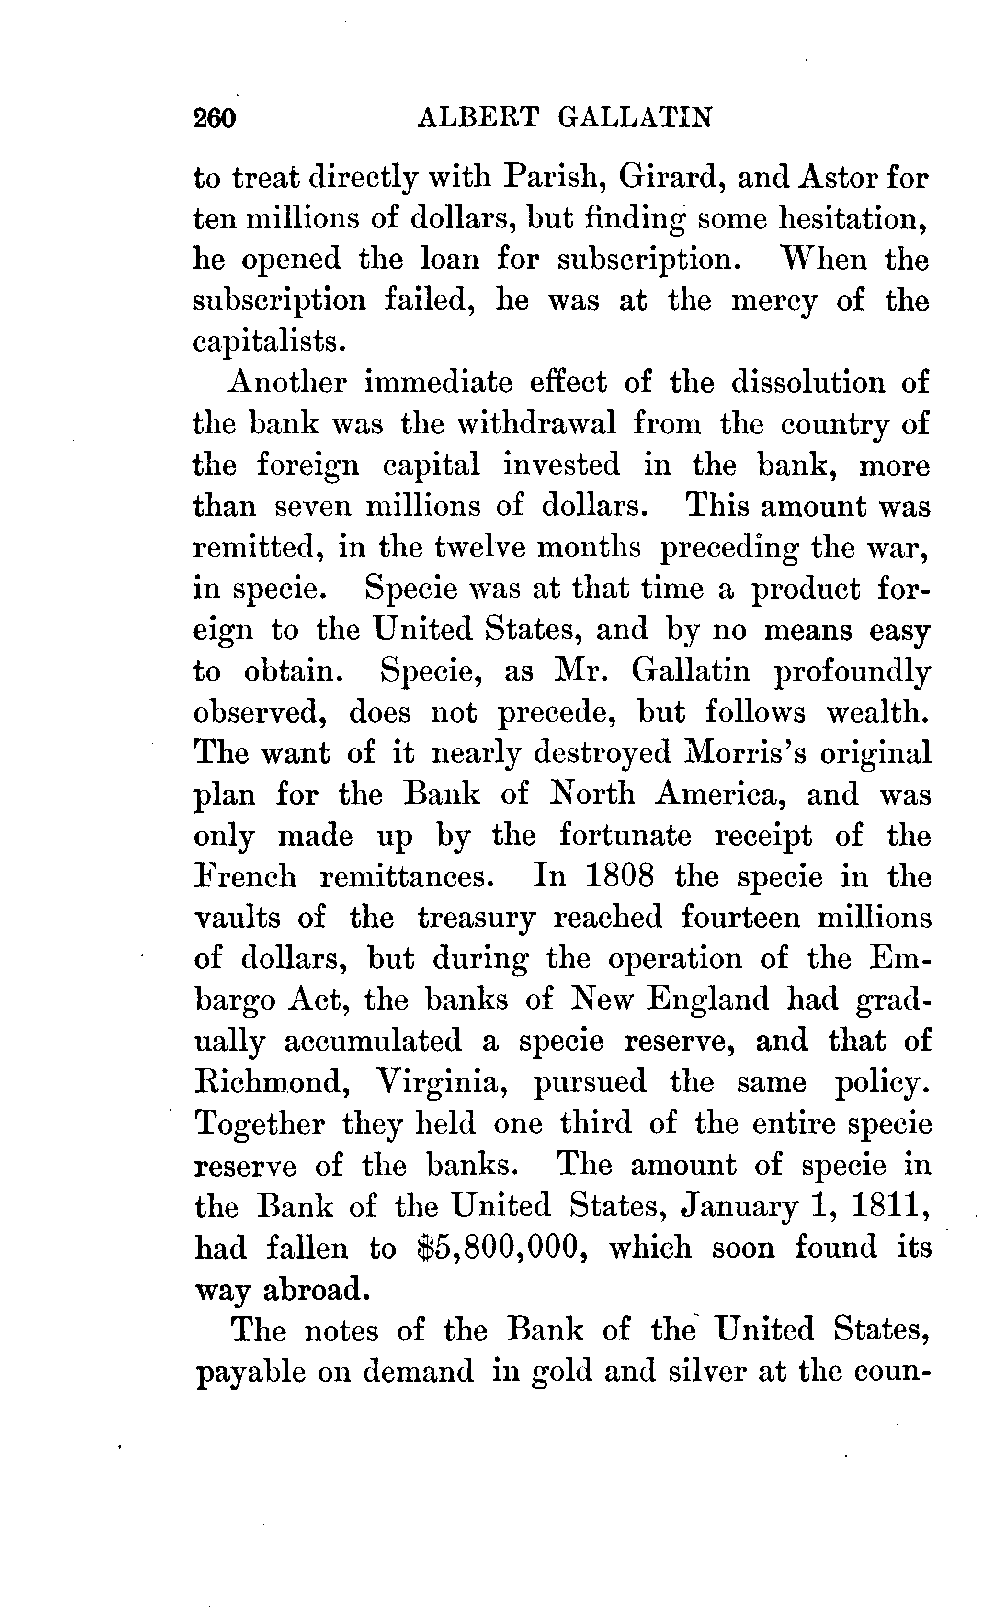 260 ALBERT GALLATIN
to treat directly with Parish, Girard, and Astor for
ten millions of dollars, but finding some hesitation,
he opened the loan for subscription. When the
subscription failed, he was at the mercy of the
capitalists.
Another immediate effect of the dissolution of
the bank was the withdrawal from the country of
the foreign capital invested in the bank, more
than seven millions of dollars. This amount was
remitted, in the twelve months preceding the war,
in specie. Specie was at that time a product for-
eign to the United States, and by no means easy
to obtain. Specie, as Mr. Gallatin profoundly
observed, does not precede, but follows wealth.
The want of it nearly destroyed Morris's original
plan for the Bank of North America, and was
only made up by the fortunate receipt of the
French remittances. In 1808 the specie in the
vaults of the treasury reached fourteen millions
of dollars, but during the operation of the Em-
bargo Act, the banks of New England had grad-
ually accumulated a specie reserve, and that of
Richmond, Virginia, pursued the same policy.
Together they held one third of the entire specie
reserve of the banks. The amount of specie in
the Bank of the United States, January 1, 1811,
had fallen to $5,800,000, which soon found its
way abroad.
The notes of the Bank of the United States,
payable on demand in gold and silver at the coun-